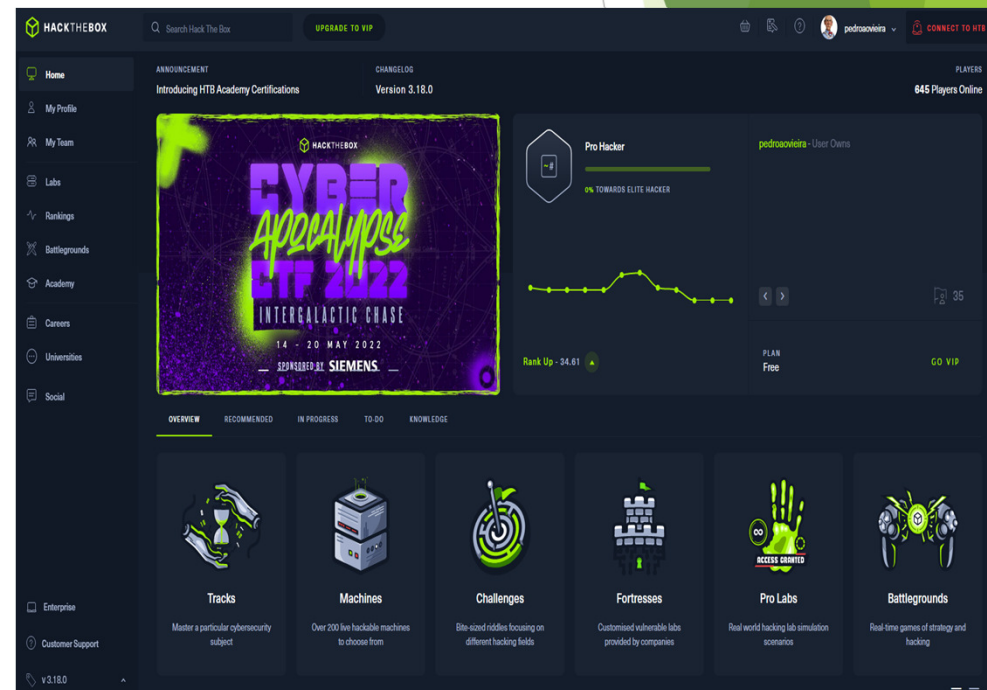 HACKTHEBOX
Search Hack The Box
UPGRADE TO VIP
pedroaovieira
CONNECT TO HTB
Home
My Profile
My Team
Labs
Rankings
Battlegrounds
Academy
Careers
Universities
Social
Enterprise
Customer Support
v 3.18.0
ANNOUNCEMENT
Introducing HTB Academy Certifications
CHANGELOG
Version 3.18.0
PLAYERS
645 Players Online
HACKTHEBOX
CYBER
APOCALYPSE
CTF 2022
INTERGALACTIC CHASE
14 - 20 MAY 2022
SPONSORED BY SIEMENS
~#
Pro Hacker
0% TOWARDS ELITE HACKER
pedroaovieira - User Owns
35
Rank Up - 34.61
PLAN
Free
GO VIP
OVERVIEW RECOMMENDED IN PROGRESS TO-DO KNOWLEDGE
Tracks
Master a particular cybersecurity
subject
Machines
Over 200 live hackable machines
to choose from
Challenges
Bite-sized riddles focusing on
different hacking fields
Fortresses
Customised vulnerable labs
provided by companies
ACCESS GRANTED
Pro Labs
Real world hacking lab simulation
scenarios
Battlegrounds
Real-time games of strategy and
hacking